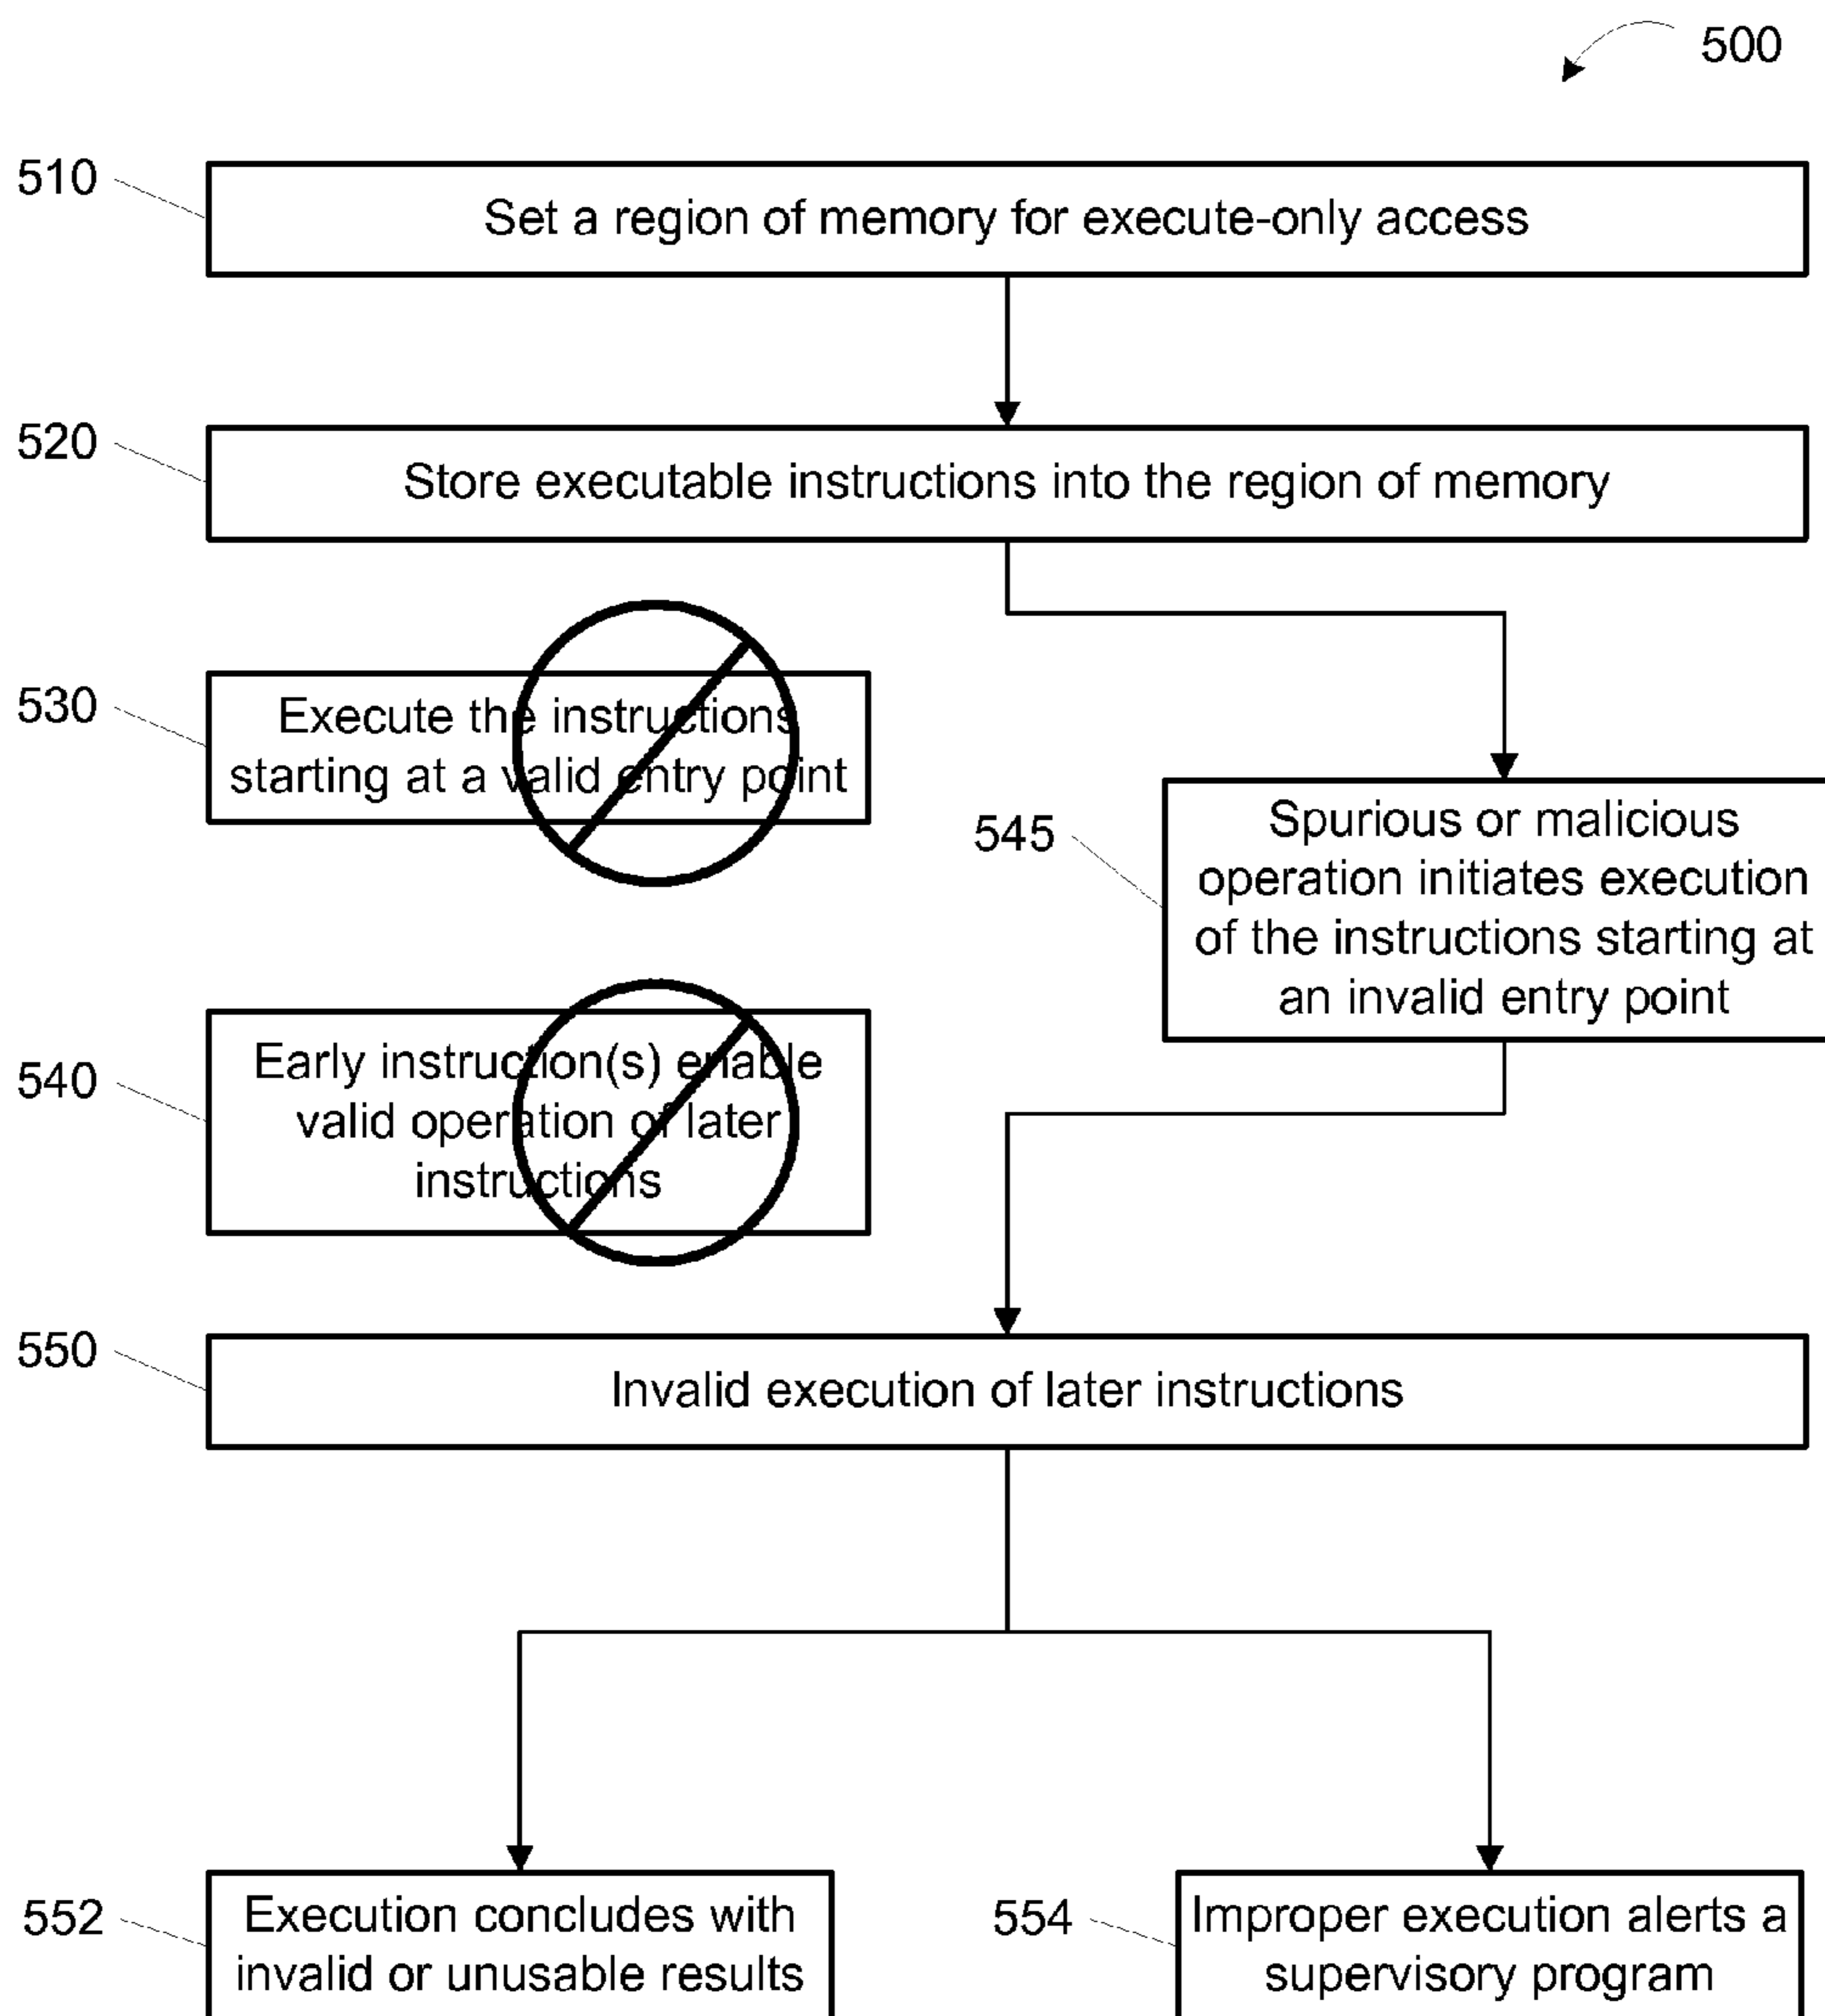 500
510
Set a region of memory for execute-only access
520
Store executable instructions into the region of memory
530
Execute the instructions
starting at a valid entry point
545
Spurious or malicious
operation initiates execution
of the instructions starting at
an invalid entry point
540
Early instruction(s) enable
valid operation of later
instructions
550
Invalid execution of later instructions
552
Execution concludes with
invalid or unusable results
554
Improper execution alerts a
supervisory program